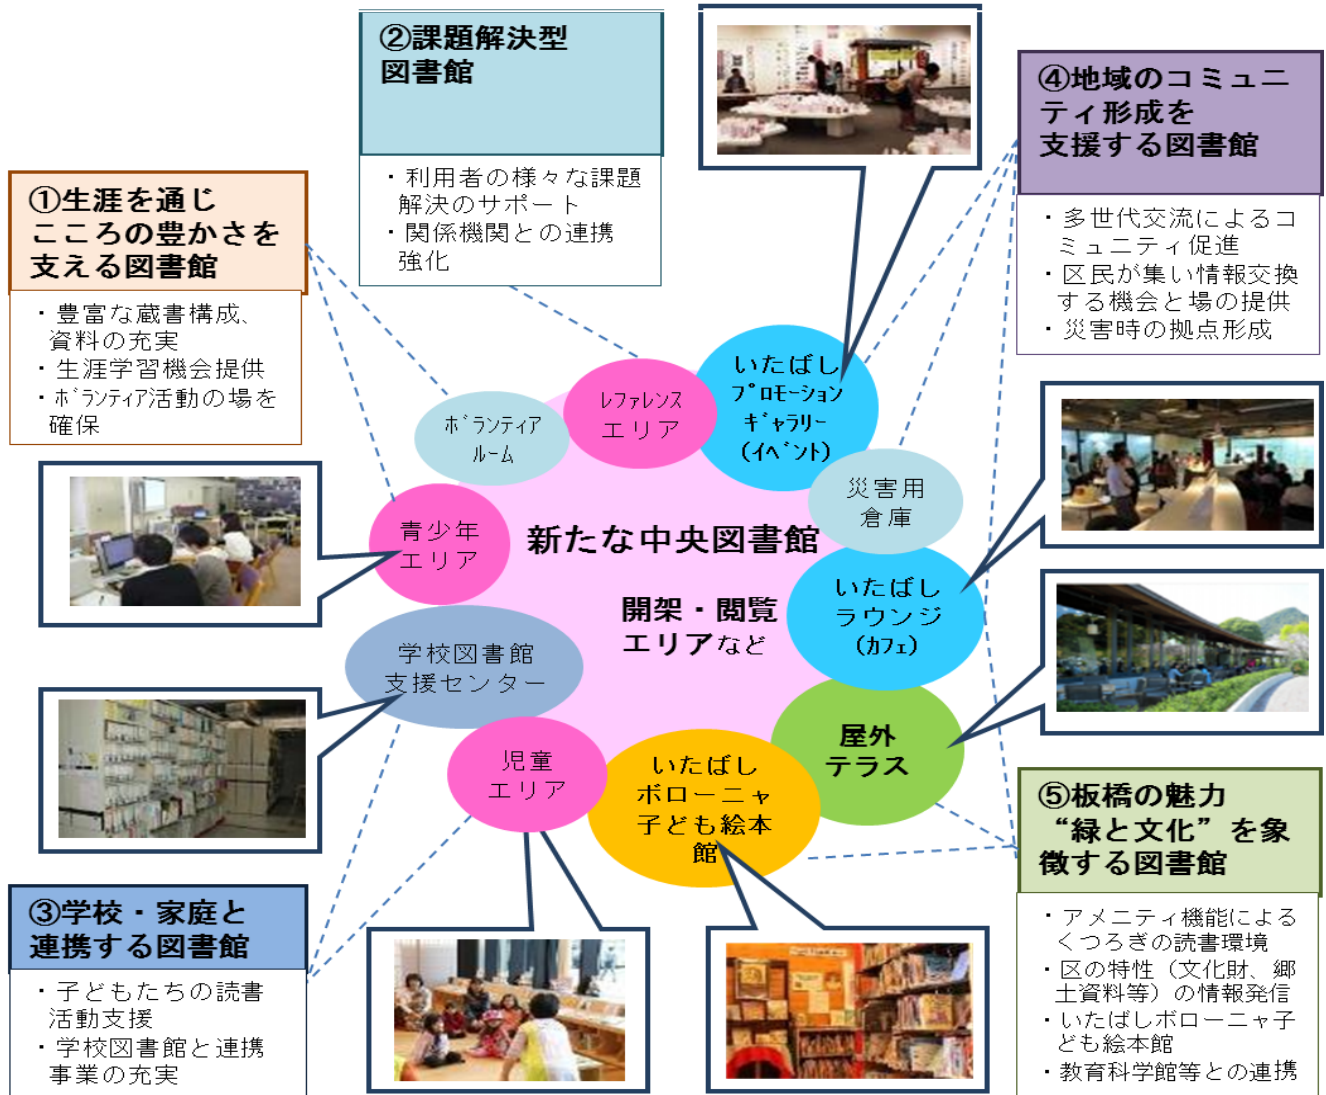 ②課題解決型
図書館
・利用者の様々な課題
解決のサポート
・関係機関との連携
強化
④地域のコミュニ
ティ形成を
支援する図書館
・多世代交流によるコ
ミュニティ促進
・区民が集い情報交換
する機会と場の提供
・災害時の拠点形成
①生涯を通じ
こころの豊かさを
支える図書館
・豊富な蔵書構成、
資料の充実
・生涯学習機会提供
・ﾎﾞﾗﾝﾃｨｱ活動の場を
確保
ﾎﾞﾗﾝﾃｨｱ
ﾙｰﾑ
ﾚﾌｧﾚﾝｽ
エリア
いたばし
ﾌﾟﾛﾓｰｼｮﾝ
ｷﾞｬﾗﾘｰ
(ｲﾍﾞﾝﾄ)
災害用
倉庫
青少年
エリア
新たな中央図書館
開架・閲覧
エリアなど
いたばし
ラウンジ
(ｶﾌｪ)
学校図書館
支援センター
屋外
テラス
児童
エリア
いたばし
ボローニャ
子ども絵本
館
③学校・家庭と
連携する図書館
・子どもたちの読書
活動支援
・学校図書館と連携
事業の充実
⑤板橋の魅力
“緑と文化”を象
徴する図書館
・アメニティ機能による
くつろぎの読書環境
・区の特性（文化財、郷
土資料等）の情報発信
・いたばしボローニャ子
ども絵本館
・教育科学館等との連携